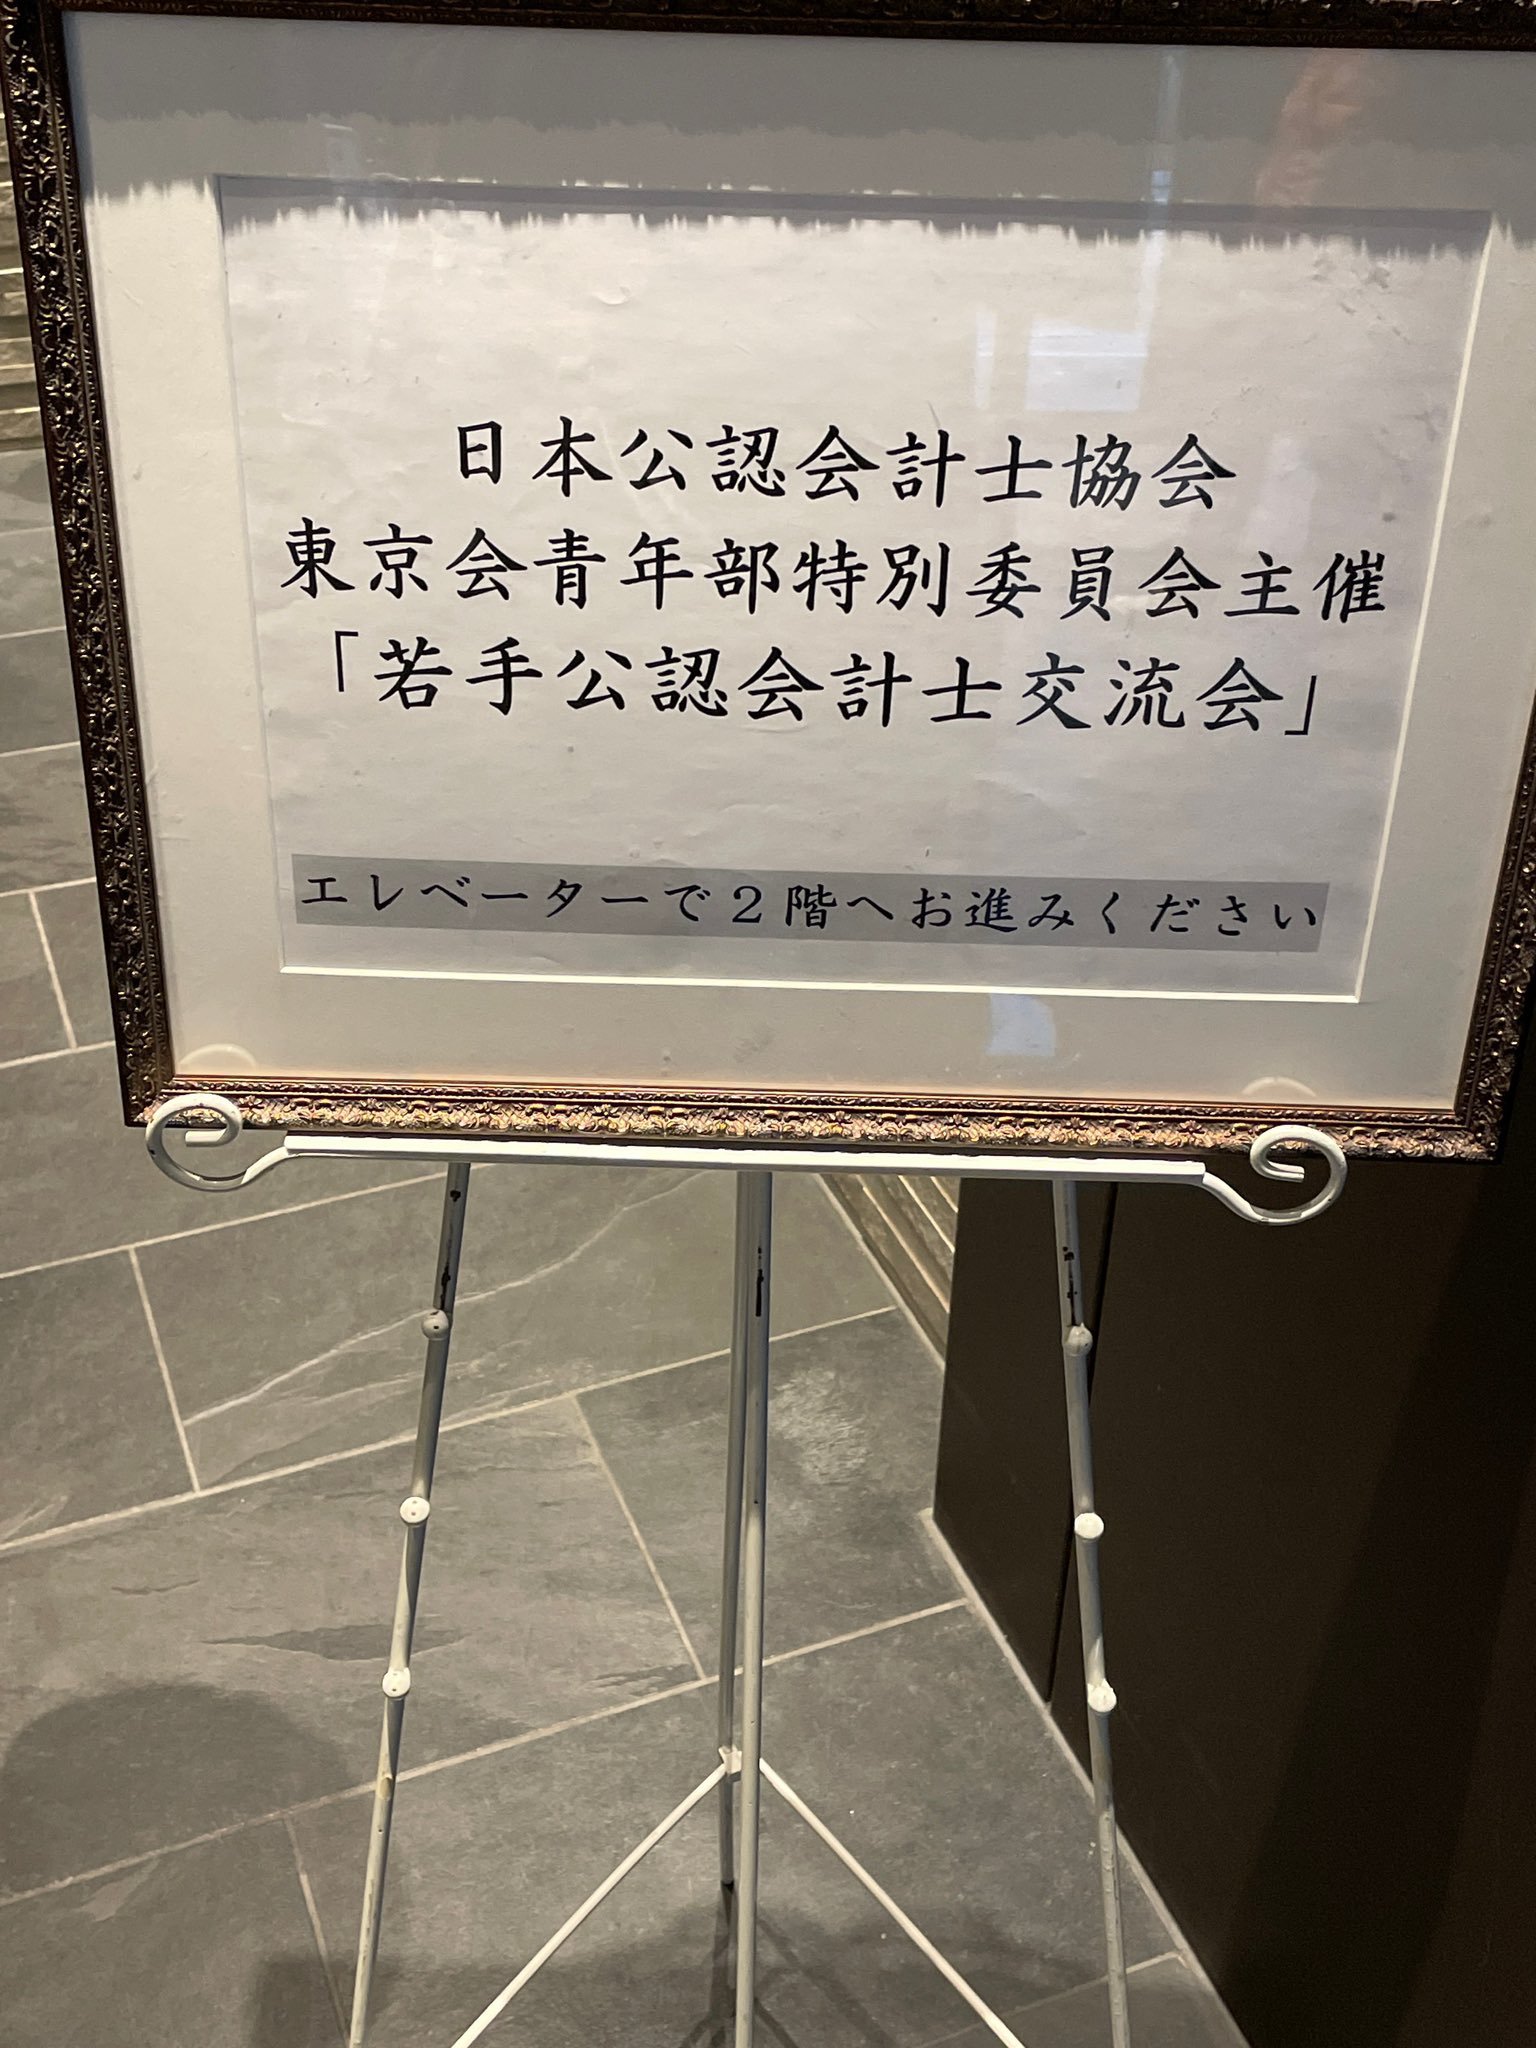 日本公認会計士協会
東京会青年部特別委員会主催
「若手公認会計士交流会」
エレベーターで２階へお進みください